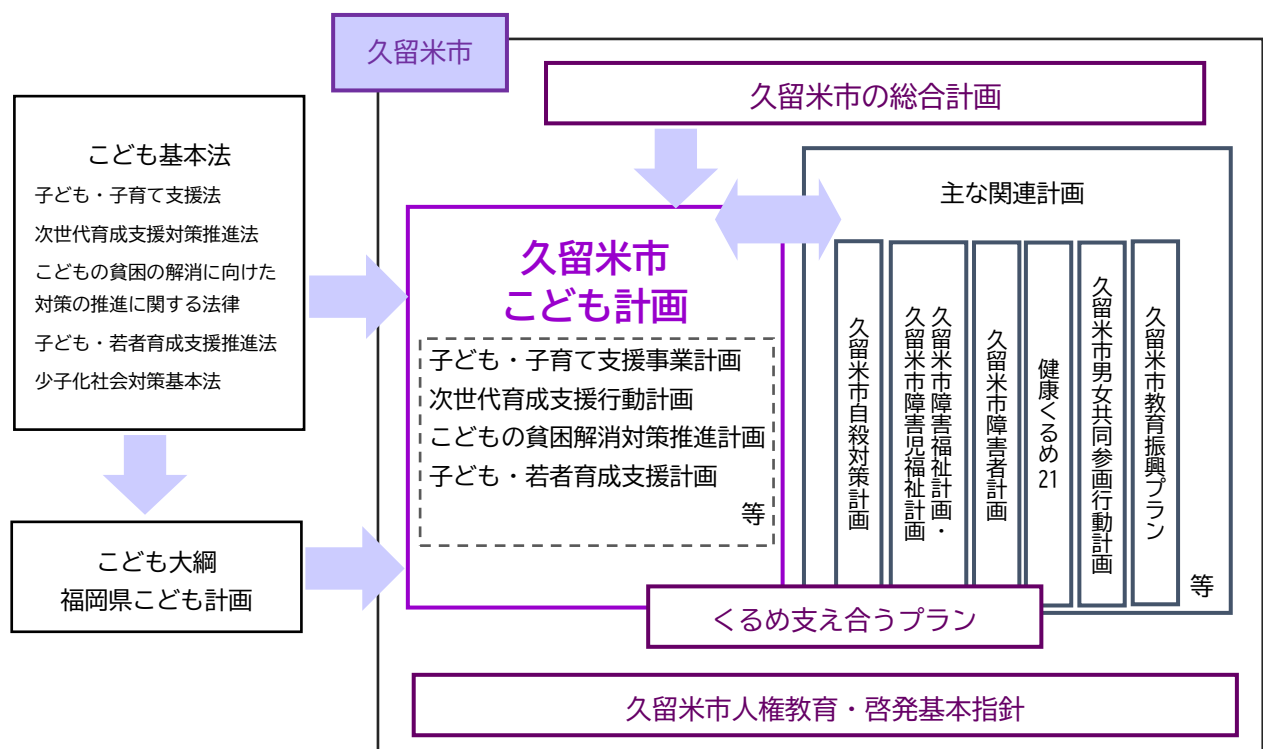 久留米市
久留米市の総合計画
こども基本法
子ども・子育て支援法
次世代育成支援対策推進法
こどもの貧困の解消に向けた
対策の推進に関する法律
子ども・若者育成支援推進法
少子化社会対策基本法
こども大綱
福岡県こども計画
久留米市
こども計画
子ども・子育て支援事業計画
次世代育成支援行動計画
こどもの貧困解消対策推進計画
子ども・若者育成支援計画
等
主な関連計画
久留米市自殺対策計画
久留米市障害福祉計画・
久留米市障害児福祉計画
久留米市障害者計画
健康くるめ21
久留米市男女共同参画行動計画
久留米市教育振興プラン
等
くるめ支え合うプラン
久留米市人権教育・啓発基本指針